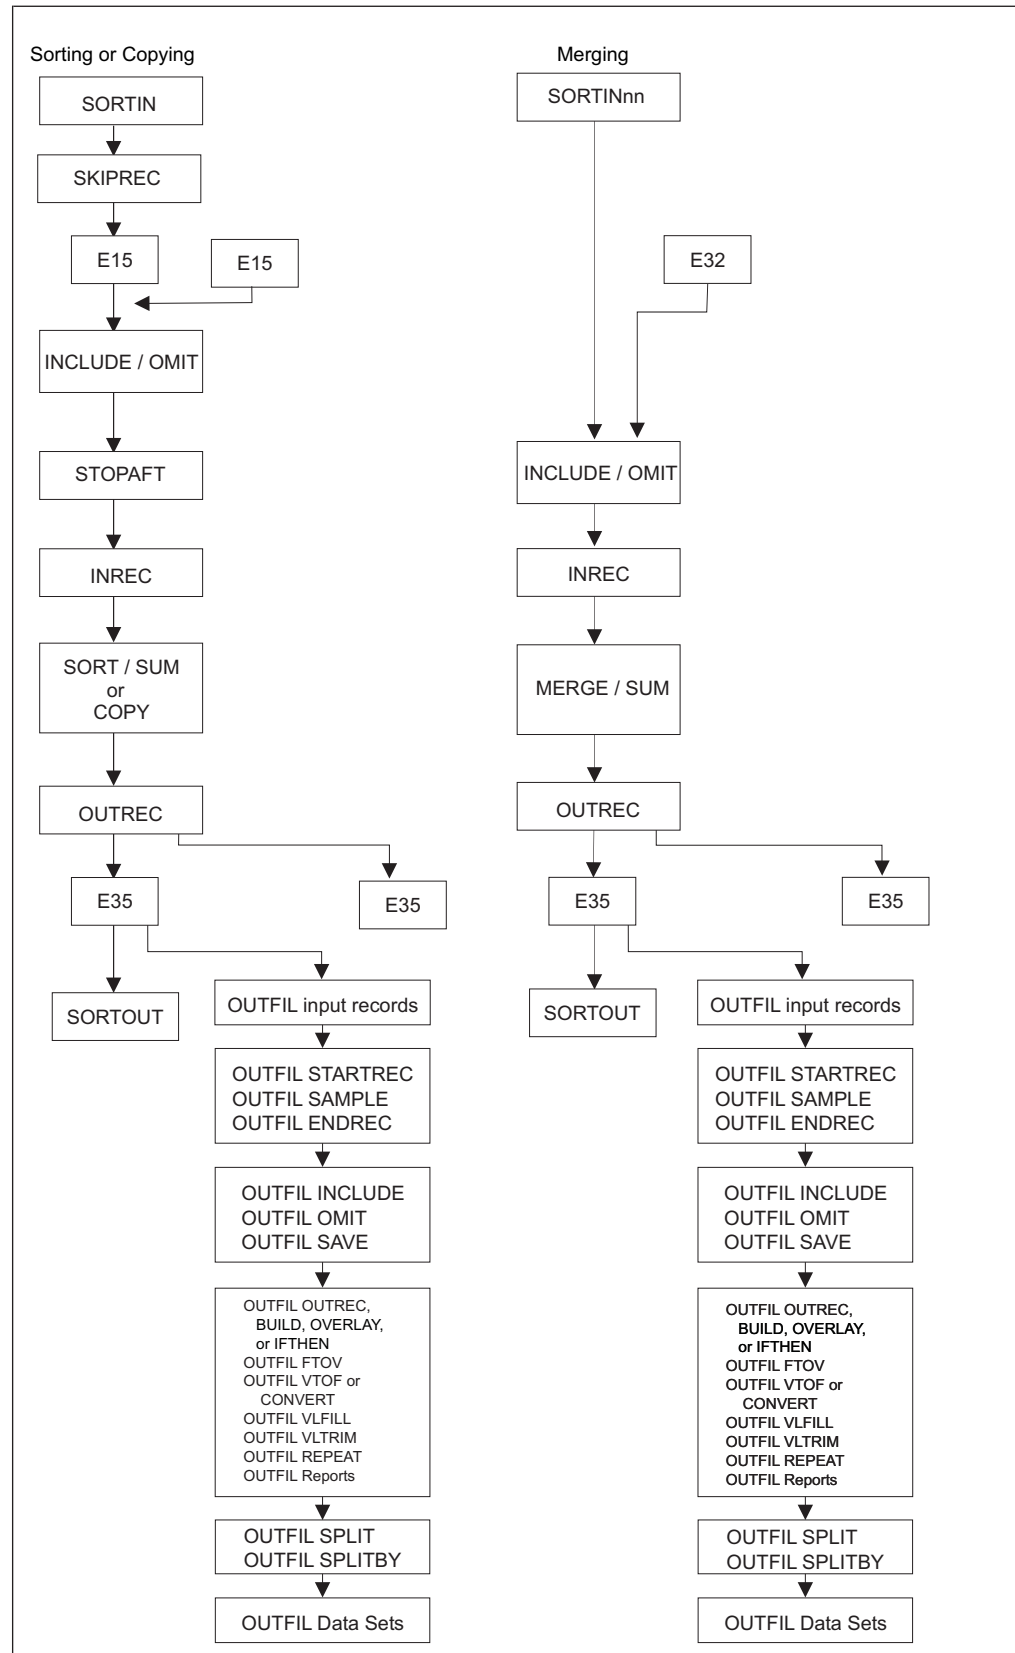 Sorting or Copying
SORTIN
SKIPREC
E15
E15
INCLUDE / OMIT
STOPAFT
INREC
SORT / SUM
or
COPY
OUTREC
E35
E35
SORTOUT
OUTFIL input records
OUTFIL STARTREC
OUTFIL SAMPLE
OUTFIL ENDREC
OUTFIL INCLUDE
OUTFIL OMIT
OUTFIL SAVE
OUTFIL OUTREC,
BUILD, OVERLAY,
or IFTHEN
OUTFIL FTOV
OUTFIL VTOF or
CONVERT
OUTFIL VLFILL
OUTFIL VLTRIM
OUTFIL REPEAT
OUTFIL Reports
OUTFIL SPLIT
OUTFIL SPLITBY
OUTFIL Data Sets
Merging
SORTINnn
E32
INCLUDE / OMIT
INREC
MERGE / SUM
OUTREC
E35
E35
SORTOUT
OUTFIL input records
OUTFIL STARTREC
OUTFIL SAMPLE
OUTFIL ENDREC
OUTFIL INCLUDE
OUTFIL OMIT
OUTFIL SAVE
OUTFIL OUTREC,
BUILD, OVERLAY,
or IFTHEN
OUTFIL FTOV
OUTFIL VTOF or
CONVERT
OUTFIL VLFILL
OUTFIL VLTRIM
OUTFIL REPEAT
OUTFIL Reports
OUTFIL SPLIT
OUTFIL SPLITBY
OUTFIL Data Sets